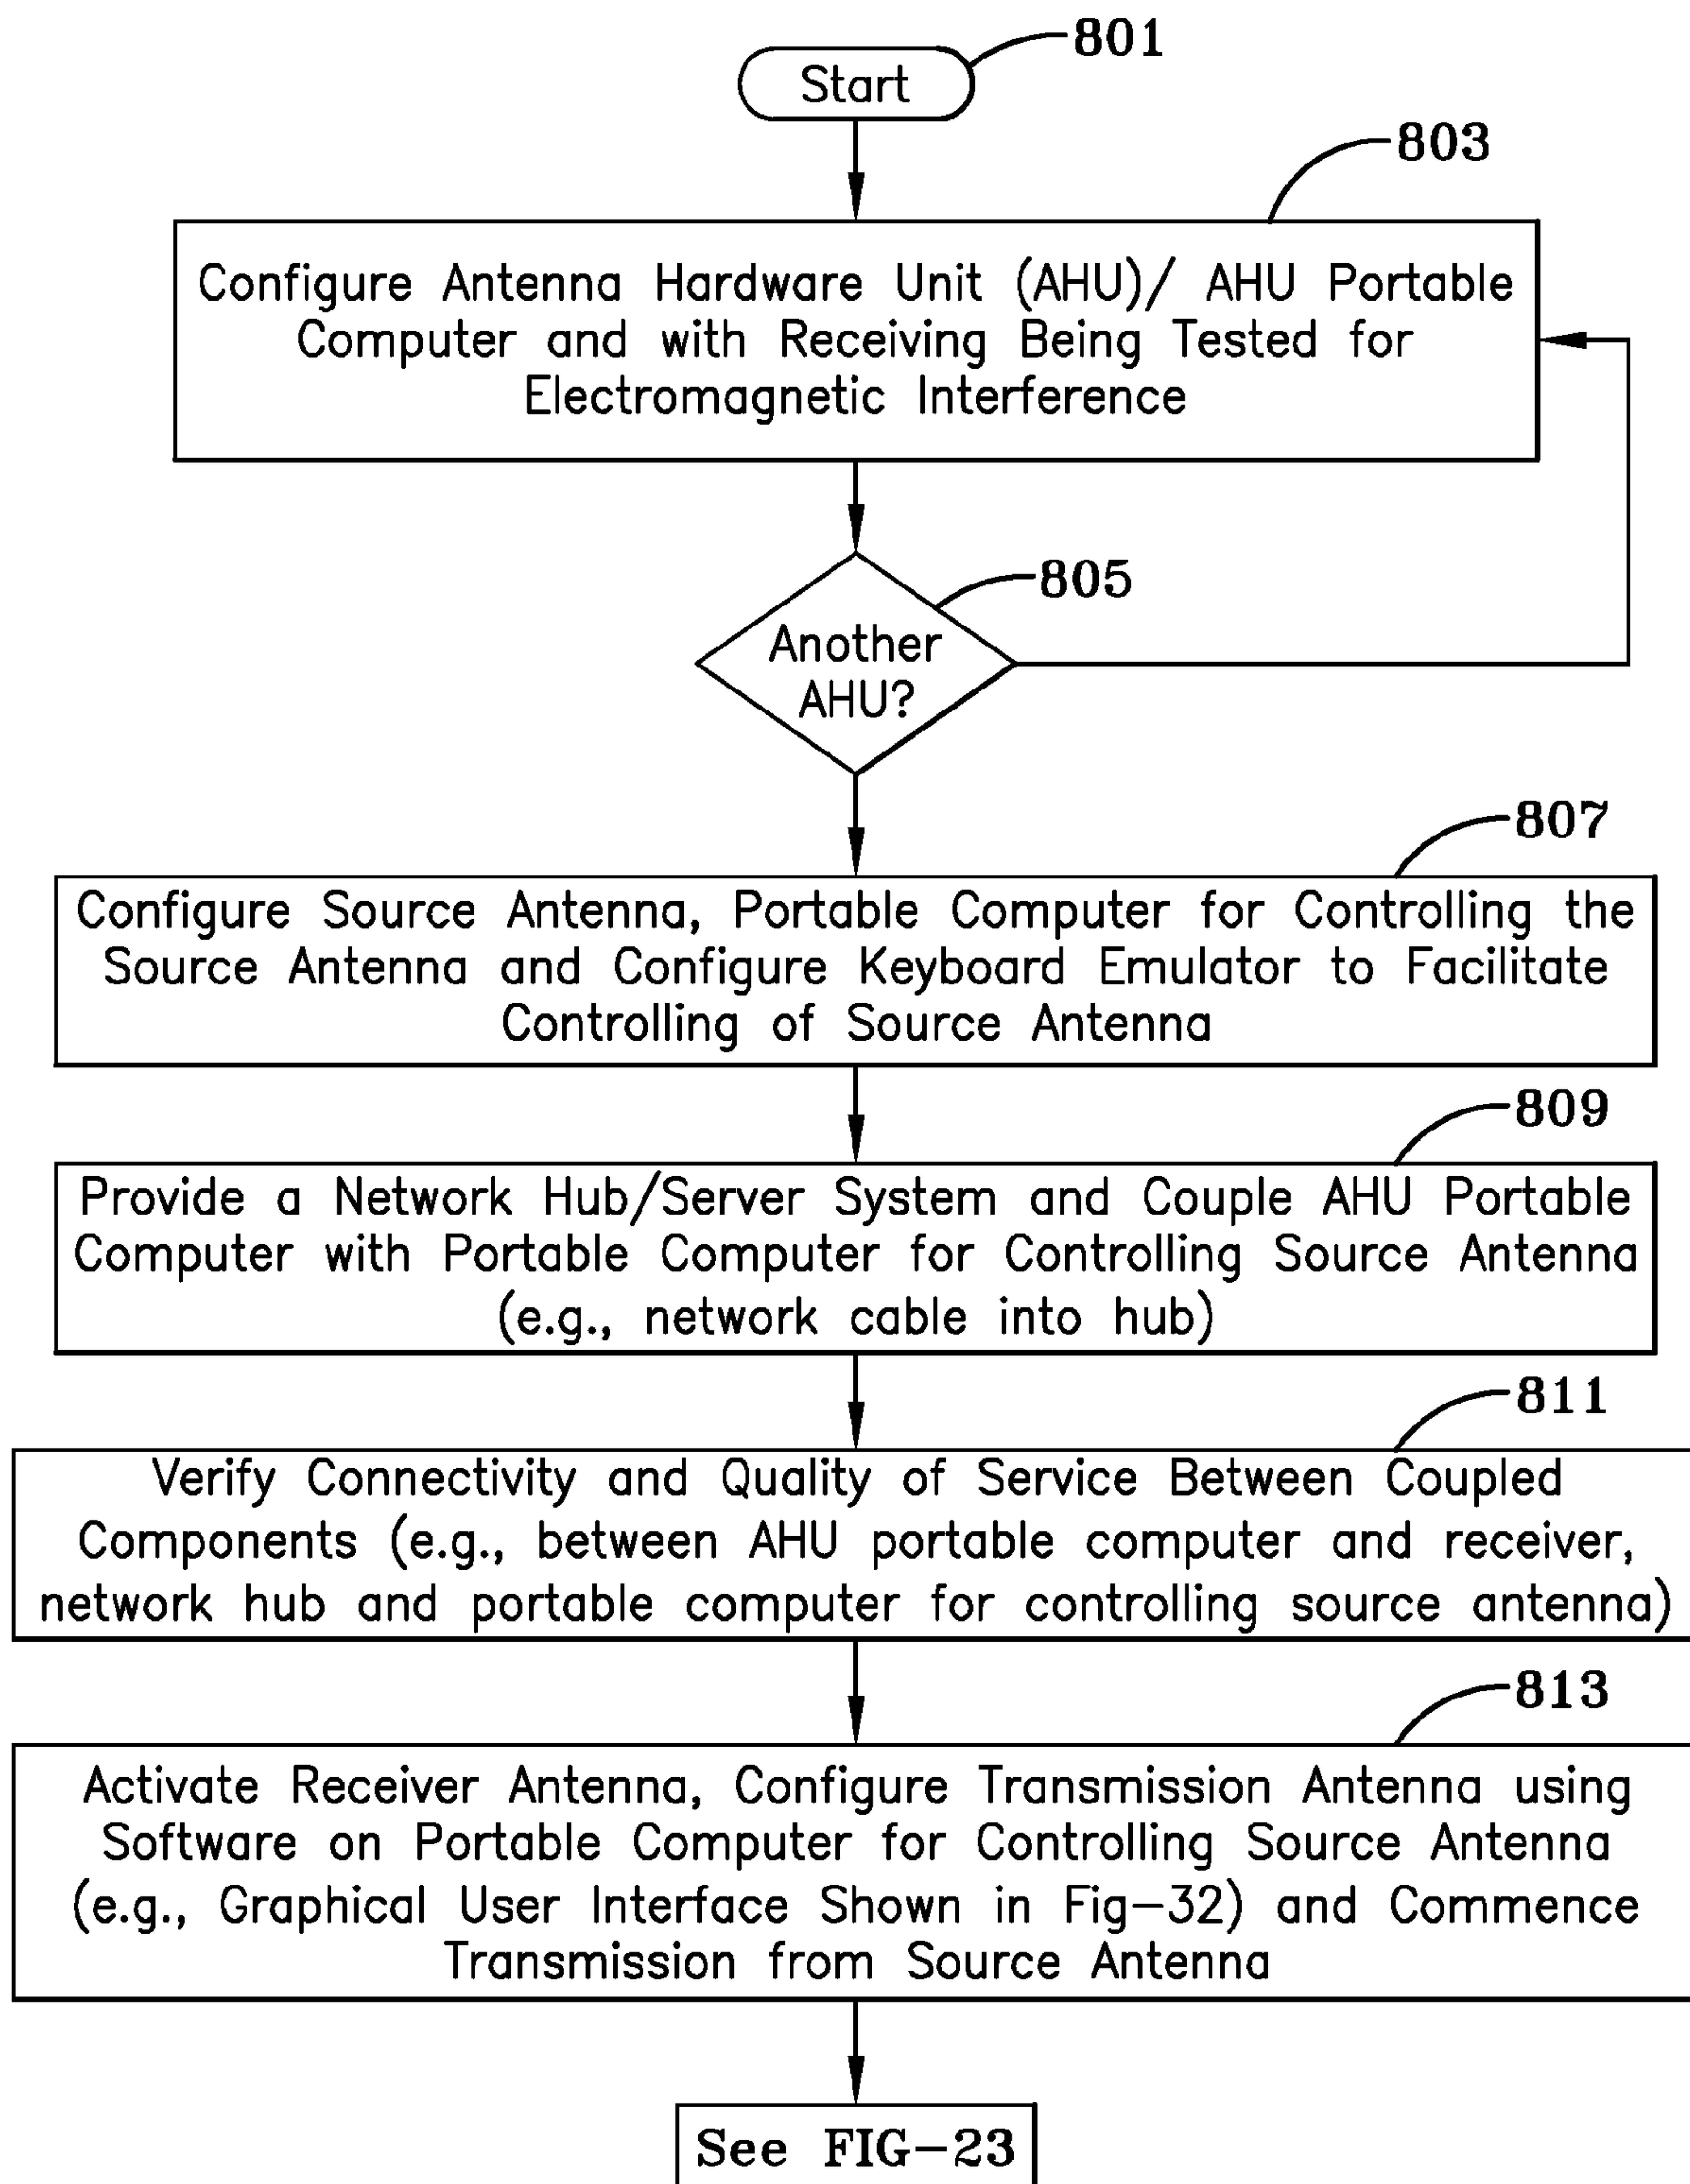 801
Start
803
Configure Antenna Hardware Unit (AHU)/ AHU Portable
Computer and with Receiving Being Tested for
Electromagnetic Interference
805
Another
AHU?
807
Configure Source Antenna, Portable Computer for Controlling the
Source Antenna and Configure Keyboard Emulator to Facilitate
Controlling of Source Antenna
809
Provide a Network Hub/Server System and Couple AHU Portable
Computer with Portable Computer for Controlling Source Antenna
(e.g., network cable into hub)
811
Verify Connectivity and Quality of Service Between Coupled
Components (e.g., between AHU portable computer and receiver,
network hub and portable computer for controlling source antenna)
813
Activate Receiver Antenna, Configure Transmission Antenna using
Software on Portable Computer for Controlling Source Antenna
(e.g., Graphical User Interface Shown in Fig-32) and Commence
Transmission from Source Antenna
See FIG-23